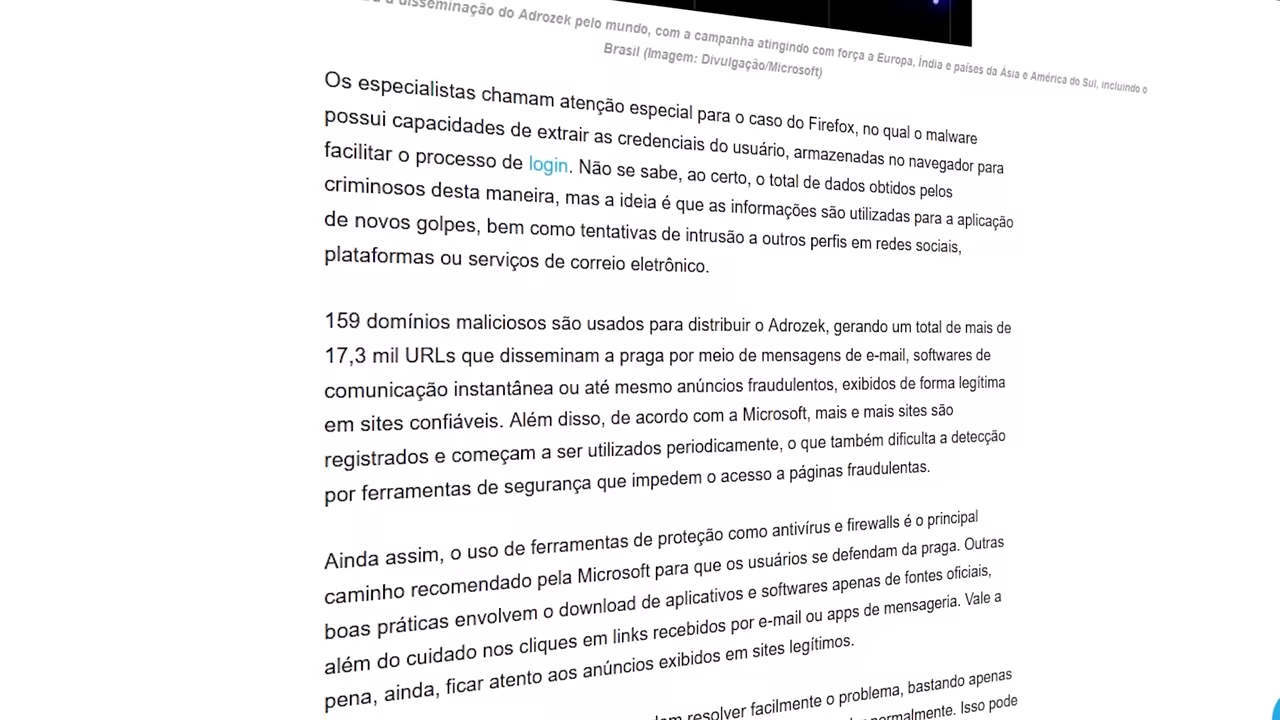 disseminação do Adrozek pelo mundo, com a campanha atingindo com força a Europa, Índia e países da Ásia e América do Sul, incluindo o
Brasil (Imagem: Divulgação/Microsoft)
Os especialistas chamam atenção especial para o caso do Firefox, no qual o malware
possui capacidades de extrair as credenciais do usuário, armazenadas no navegador para
facilitar o processo de login. Não se sabe, ao certo, o total de dados obtidos pelos
criminosos desta maneira, mas a ideia é que as informações são utilizadas para a aplicação
de novos golpes, bem como tentativas de intrusão a outros perfis em redes sociais,
plataformas ou serviços de correio eletrônico.
159 domínios maliciosos são usados para distribuir o Adrozek, gerando um total de mais de
17,3 mil URLs que disseminam a praga por meio de mensagens de e-mail, softwares de
comunicação instantânea ou até mesmo anúncios fraudulentos, exibidos de forma legítima
em sites confiáveis. Além disso, de acordo com a Microsoft, mais e mais sites são
registrados e começam a ser utilizados periodicamente, o que também dificulta a detecção
por ferramentas de segurança que impedem o acesso a páginas fraudulentas.
Ainda assim, o uso de ferramentas de proteção como antivírus e firewalls é o principal
caminho recomendado pela Microsoft para que os usuários se defendam da praga. Outras
boas práticas envolvem o download de aplicativos e softwares apenas de fontes oficiais,
além do cuidado nos cliques em links recebidos por e-mail ou apps de mensageria. Vale a
pena, ainda, ficar atento aos anúncios exibidos em sites legítimos.
resolver facilmente o problema, bastando apenas
normalmente. Isso pode